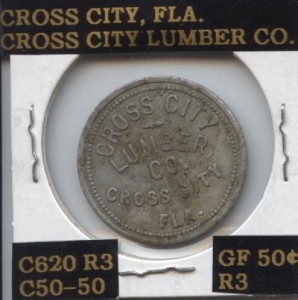 CROSS CITY, FLA.
CROSS CITY LUMBER CO.
CROSS CITY
LUMBER
CO.
CROSS CITY
FLA.
C620 R3
C50-50
GF 50¢
R3